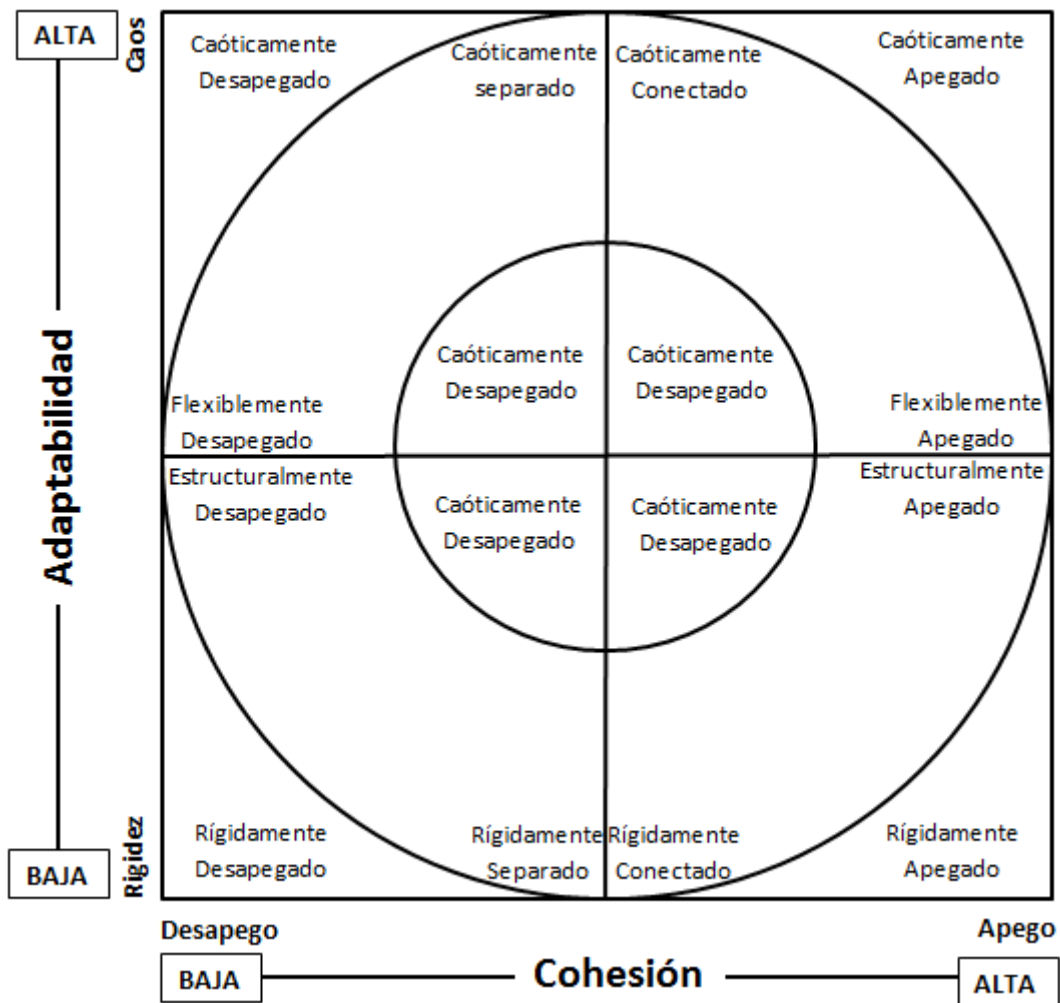 ALTA
Caos
Caóticamente
Desapegado
Caóticamente
separado
Caóticamente
Conectado
Caóticamente
Apegado
Adaptabilidad
Caóticamente
Desapegado
Caóticamente
Desapegado
Flexiblemente
Desapegado
Flexiblemente
Apegado
Estructuralmente
Desapegado
Estructuralmente
Apegado
Caóticamente
Desapegado
Caóticamente
Desapegado
Rígidamente
Desapegado
Rígidamente
Separado
Rígidamente
Conectado
Rígidamente
Apegado
Rigidez
BAJA
Desapego
Apego
BAJA
Cohesión
ALTA